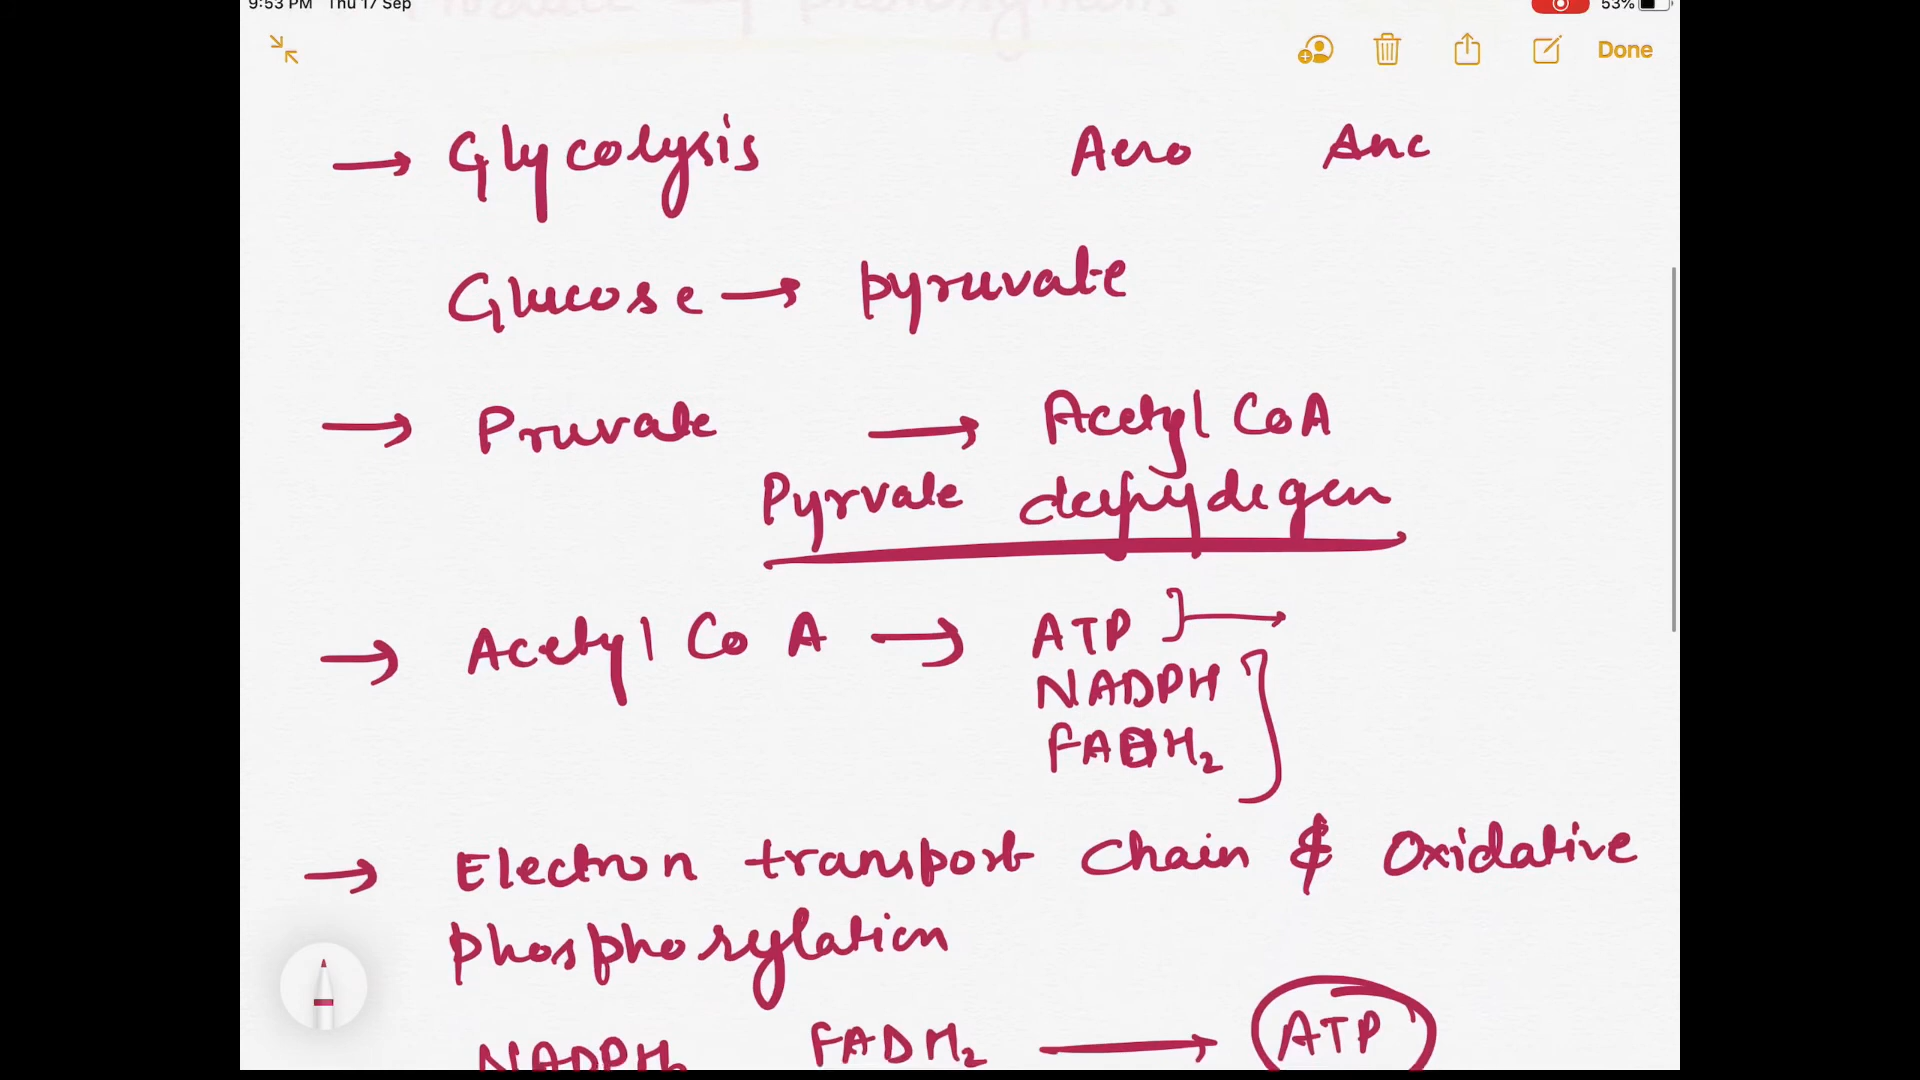 9:53 PM Thu 17 Sep
53%
Done
→ Glycolysis Aero Anc
Glucose → pyruvate
→ Pruvate → Acetyl CoA
Pyrvate
→ Acetyl Co A → ATP
NADPH
FADH2
→ Electron transport chain & Oxidative
phosphorylation
NADPH2 FADH2 → ATP